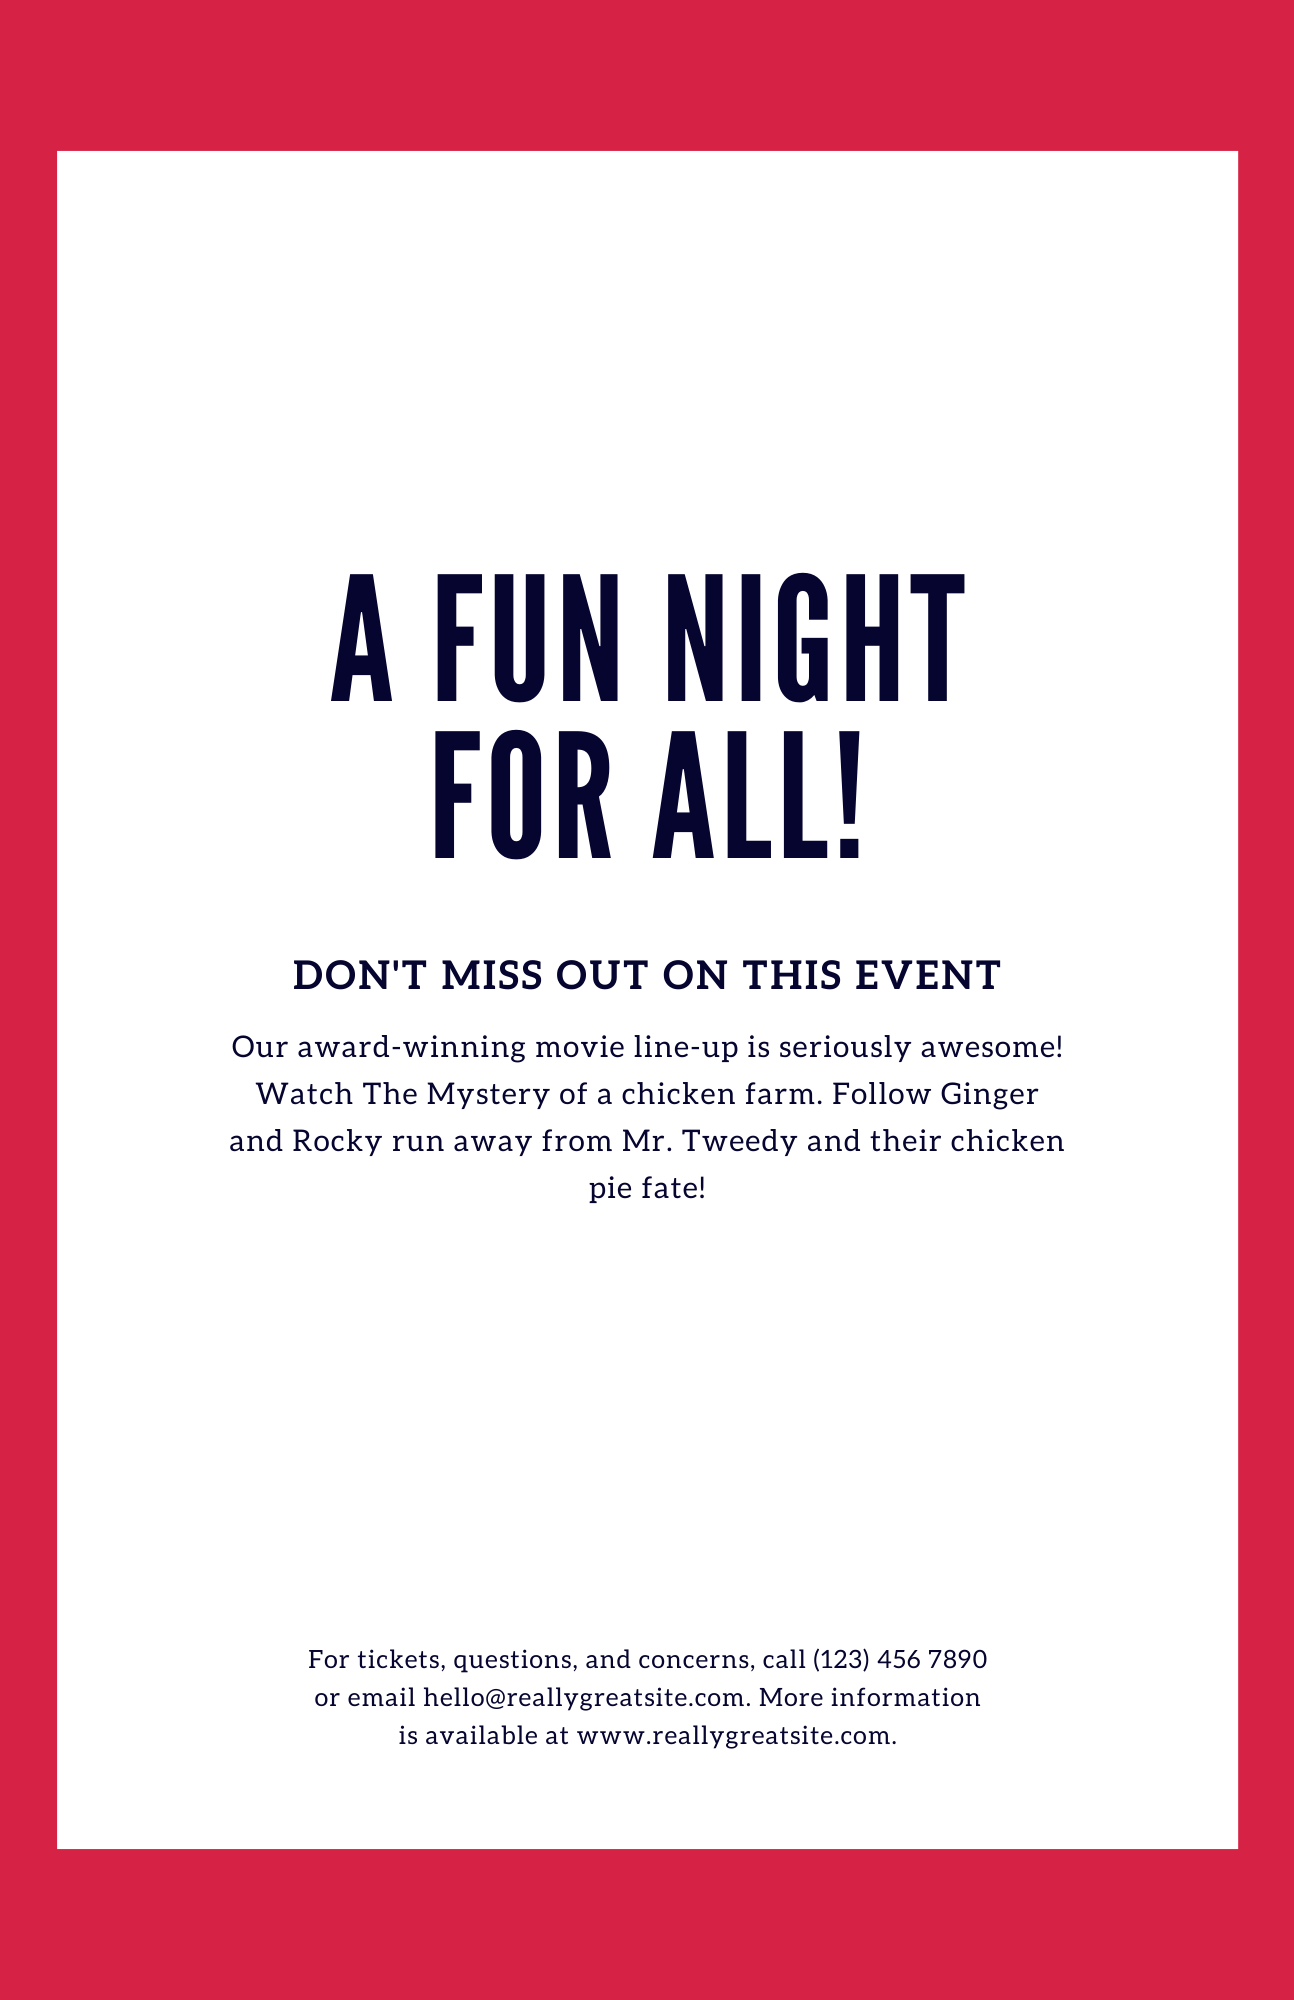 A FUN NIGHT
FOR ALL!
DON'T MISS OUT ON THIS EVENT
Our award-winning movie line-up is seriously awesome!
Watch The Mystery of a chicken farm. Follow Ginger
and Rocky run away from Mr. Tweedy and their chicken
pie fate!
For tickets, questions, and concerns, call (123) 456 7890
or email hello@reallygreatsite.com. More information
is available at www.reallygreatsite.com.